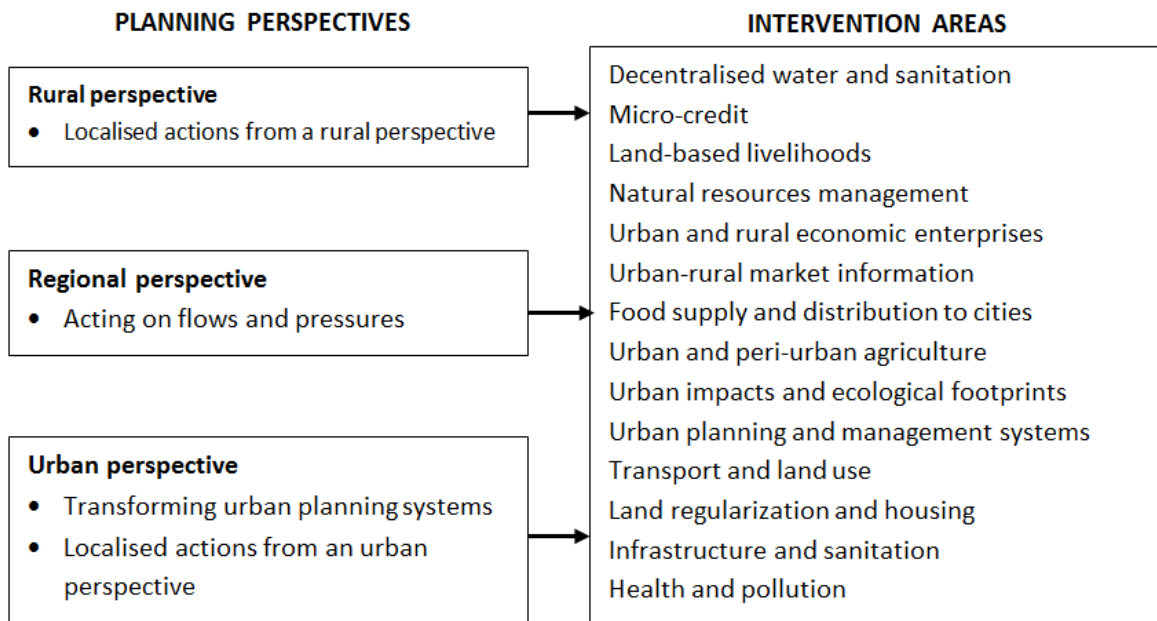 PLANNING PERSPECTIVES
Rural perspective
• Localised actions from a rural perspective
Regional perspective
• Acting on flows and pressures
Urban perspective
• Transforming urban planning systems
• Localised actions from an urban
perspective
INTERVENTION AREAS
Decentralised water and sanitation
Micro-credit
Land-based livelihoods
Natural resources management
Urban and rural economic enterprises
Urban-rural market information
Food supply and distribution to cities
Urban and peri-urban agriculture
Urban impacts and ecological footprints
Urban planning and management systems
Transport and land use
Land regularization and housing
Infrastructure and sanitation
Health and pollution